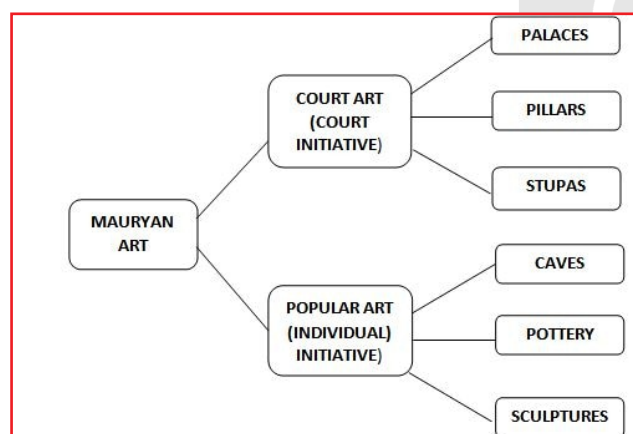 MAURYAN
ART
COURT ART
(COURT
INITIATIVE)
PALACES
PILLARS
STUPAS
POPULAR ART
(INDIVIDUAL)
INITIATIVE)
CAVES
POTTERY
SCULPTURES